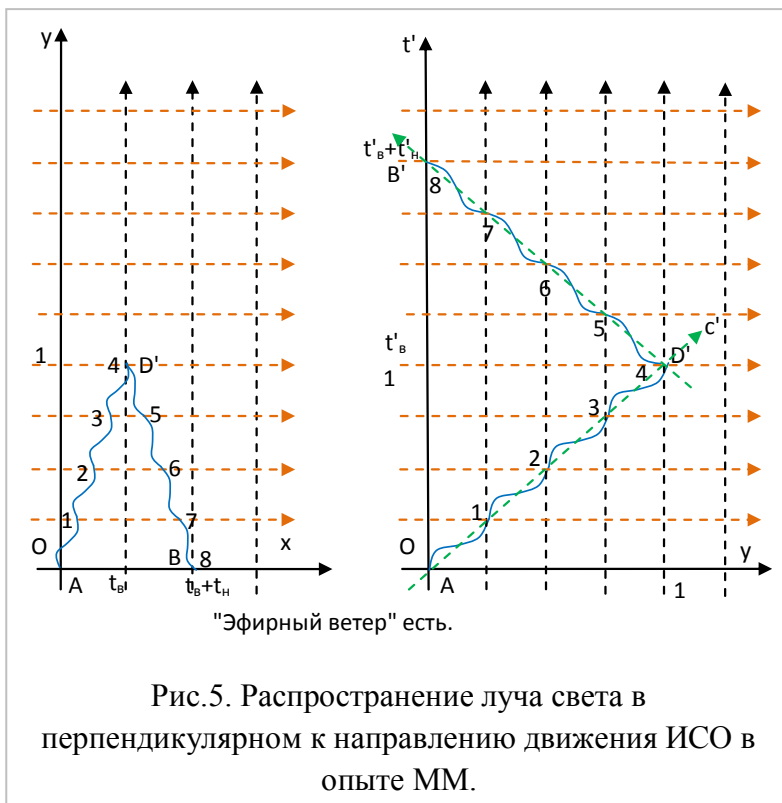 y
t'
t'в+t'н
B'
8
7
6
5
c'
1
4
D'
t'в
D'
1
4
3
5
3
2
6
2
1
7
1
O
x
O
y
A
B
8
A
tв
tв+tн
1
"Эфирный ветер" есть.
Рис.5. Распространение луча света в
перпендикулярном к направлению движения ИСО в
опыте ММ.